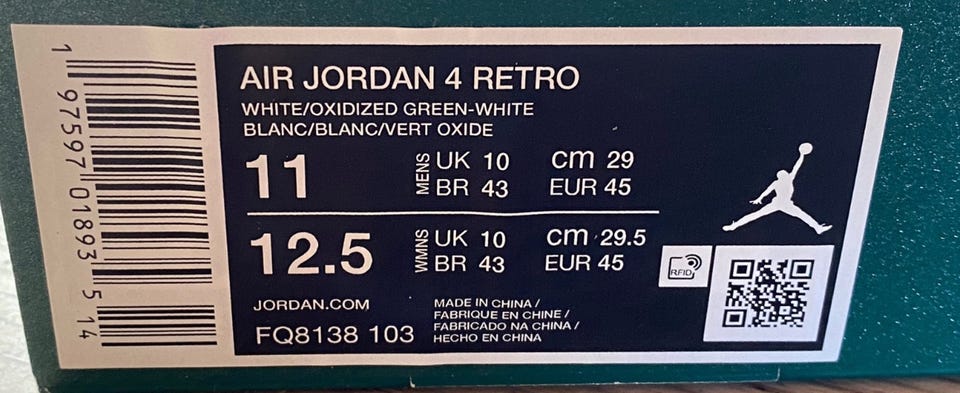 AIR JORDAN 4 RETRO
WHITE/OXIDIZED GREEN-WHITE
BLANC/BLANC/VERT OXIDE
11 MENS UK 10 cm 29
BR 43 EUR 45
12.5 WMNS UK 10 cm 29.5
BR 43 EUR 45
RFID
JORDAN.COM
FQ8138 103
MADE IN CHINA /
FABRIQUE EN CHINE /
FABRICADO NA CHINA /
HECHO EN CHINA
1 97597 01893 5 14